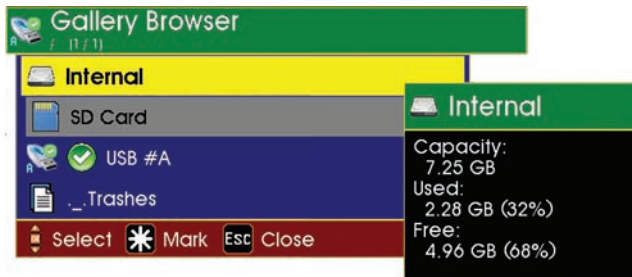 Gallery Browser
/ (1/1)
A
Internal
SD Card
A USB #A
._.Trashes
Select Mark Esc Close
Internal
Capacity:
7.25 GB
Used:
2.28 GB (32%)
Free:
4.96 GB (68%)